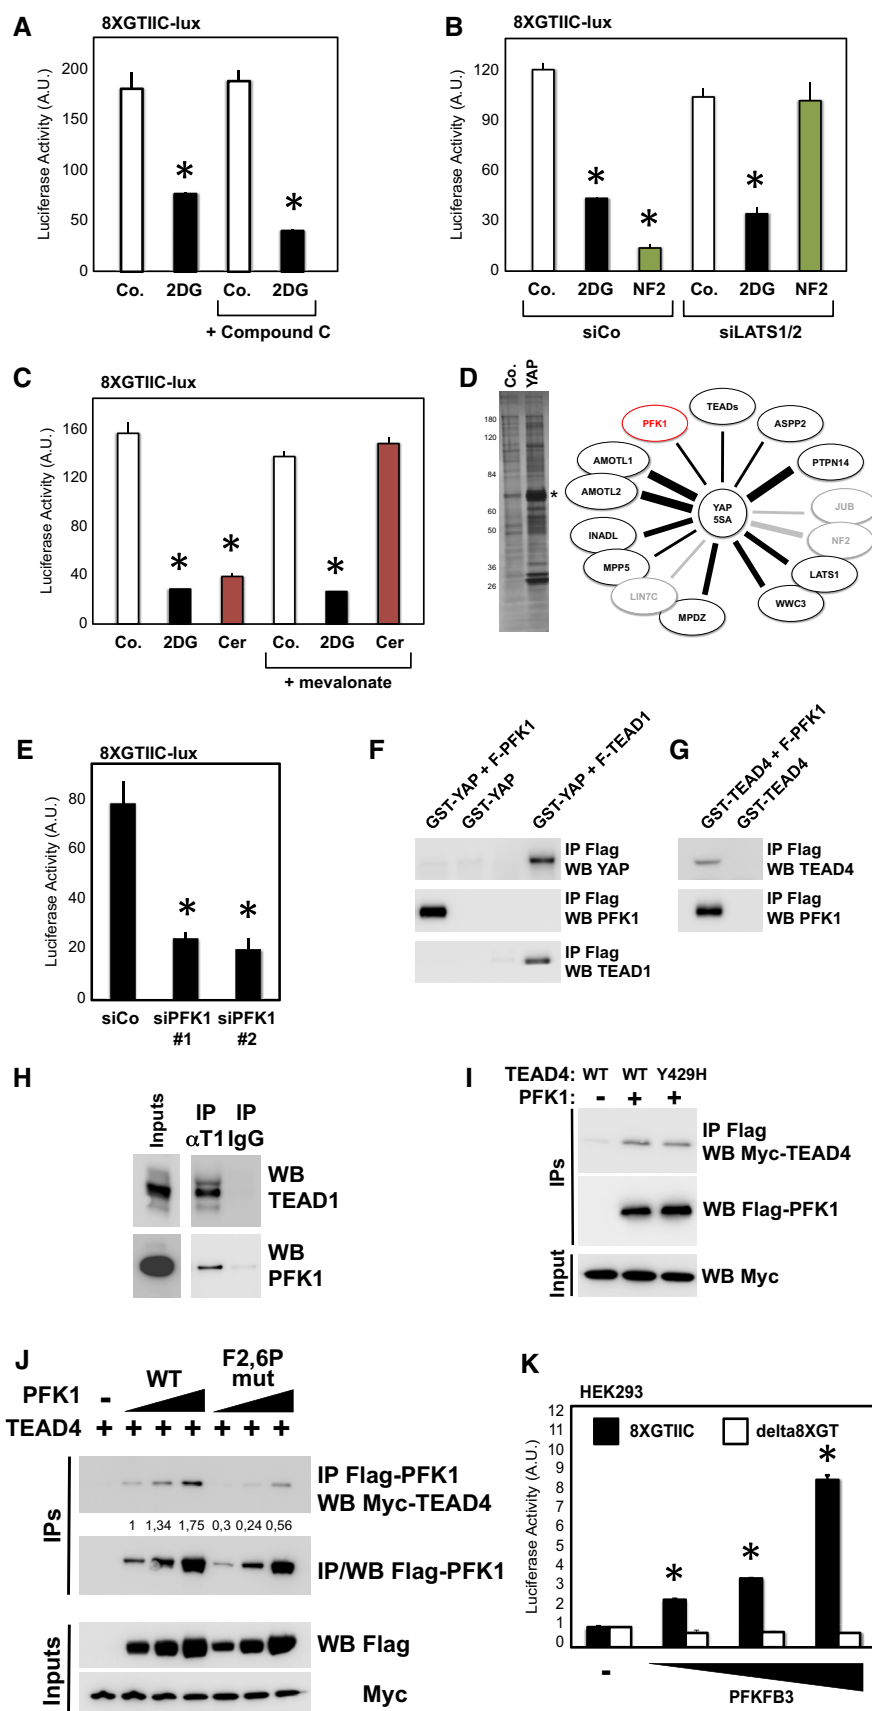 A
8XGTIIC-lux
Luciferase Activity (A.U.)
200
150
100
50
0
*
*
Co. 2DG Co. 2DG
+ Compound C
B
8XGTIIC-lux
Luciferase Activity (A.U.)
120
90
60
30
0
*
*
*
Co. 2DG NF2 Co. 2DG NF2
siCo siLATS1/2
C
8XGTIIC-lux
Luciferase Activity (A.U.)
160
120
80
40
0
*
*
*
Co. 2DG Cer Co. 2DG Cer
+ mevalonate
D
Co. YAP
180
120
84
60
50
36
26
*
TEADs
PFK1
ASPP2
AMOTL1
PTPN14
AMOTL2
YAP 5SA
JUB
INADL
NF2
MPP5
LATS1
LIN7C
WWC3
MPDZ
E
8XGTIIC-lux
Luciferase Activity (A.U.)
80
60
40
20
0
*
*
siCo siPFK1 siPFK1
#1 #2
F
GST-YAP + F-PFK1
GST-YAP
GST-YAP + F-TEAD1
IP Flag
WB YAP
IP Flag
WB PFK1
IP Flag
WB TEAD1
G
GST-TEAD4 + F-PFK1
GST-TEAD4
IP Flag
WB TEAD4
IP Flag
WB PFK1
H
Inputs
IP IP
αT1 IgG
WB
TEAD1
WB
PFK1
I
TEAD4: WT WT Y429H
PFK1: - + +
IPs
IP Flag
WB Myc-TEAD4
WB Flag-PFK1
Input
WB Myc
J
F2,6P
WT mut
PFK1 -
TEAD4 + + + + + + +
IPs
IP Flag-PFK1
WB Myc-TEAD4
1 1,34 1,75 0,3 0,24 0,56
IP/WB Flag-PFK1
Inputs
WB Flag
Myc
K
HEK293
Luciferase Activity (A.U.)
12
11
10
9
8
7
6
5
4
3
2
1
0
8XGTIIC delta8XGT
*
*
*
-
PFKFB3